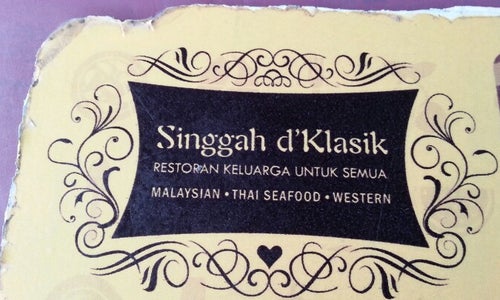 Singgah d'Klasik
RESTORAN KELUARGA UNTUK SEMUA
MALAYSIAN • THAI SEAFOOD • WESTERN